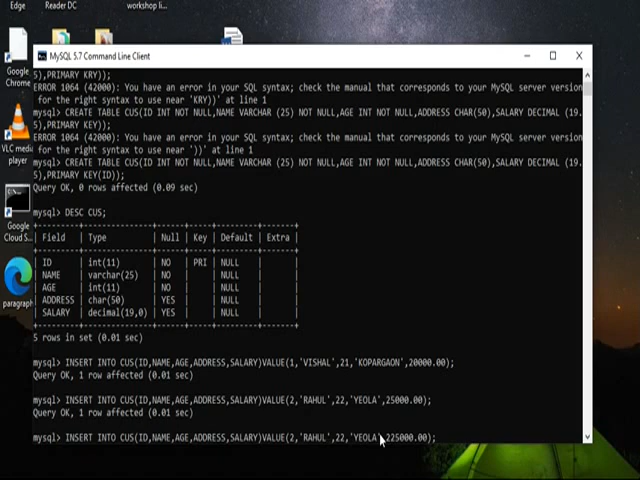 Edge
Reader DC
workshop li...
MySQL 5.7 Command Line Client
5),PRIMARY KRY));
ERROR 1064 (42000): You have an error in your SQL syntax; check the manual that corresponds to your MySQL server version
for the right syntax to use near 'KRY))' at line 1
mysql> CREATE TABLE CUS(ID INT NOT NULL,NAME VARCHAR (25) NOT NULL,AGE INT NOT NULL,ADDRESS CHAR(50),SALARY DECIMAL (19.
5),PRIMARY KEY));
ERROR 1064 (42000): You have an error in your SQL syntax; check the manual that corresponds to your MySQL server version
for the right syntax to use near '))' at line 1
mysql> CREATE TABLE CUS(ID INT NOT NULL,NAME VARCHAR (25) NOT NULL,AGE INT NOT NULL,ADDRESS CHAR(50),SALARY DECIMAL (19.
5),PRIMARY KEY(ID));
Query OK, 0 rows affected (0.09 sec)
mysql> DESC CUS;
| Field | Type | Null | Key | Default | Extra |
| ID | int(11) | NO | PRI | NULL | |
| NAME | varchar(25) | NO | | NULL | |
| AGE | int(11) | NO | | NULL | |
| ADDRESS | char(50) | YES | | NULL | |
| SALARY | decimal(19,0) | YES | | NULL | |
5 rows in set (0.01 sec)
mysql> INSERT INTO CUS(ID,NAME,AGE,ADDRESS,SALARY)VALUE(1,'VISHAL',21,'KOPARGAON',20000.00);
Query OK, 1 row affected (0.01 sec)
mysql> INSERT INTO CUS(ID,NAME,AGE,ADDRESS,SALARY)VALUE(2,'RAHUL',22,'YEOLA',25000.00);
Query OK, 1 row affected (0.01 sec)
mysql> INSERT INTO CUS(ID,NAME,AGE,ADDRESS,SALARY)VALUE(2,'RAHUL',22,'YEOLA',225000.00);
Google
Chrome
VLC media
player
Google
Cloud S...
paragraph